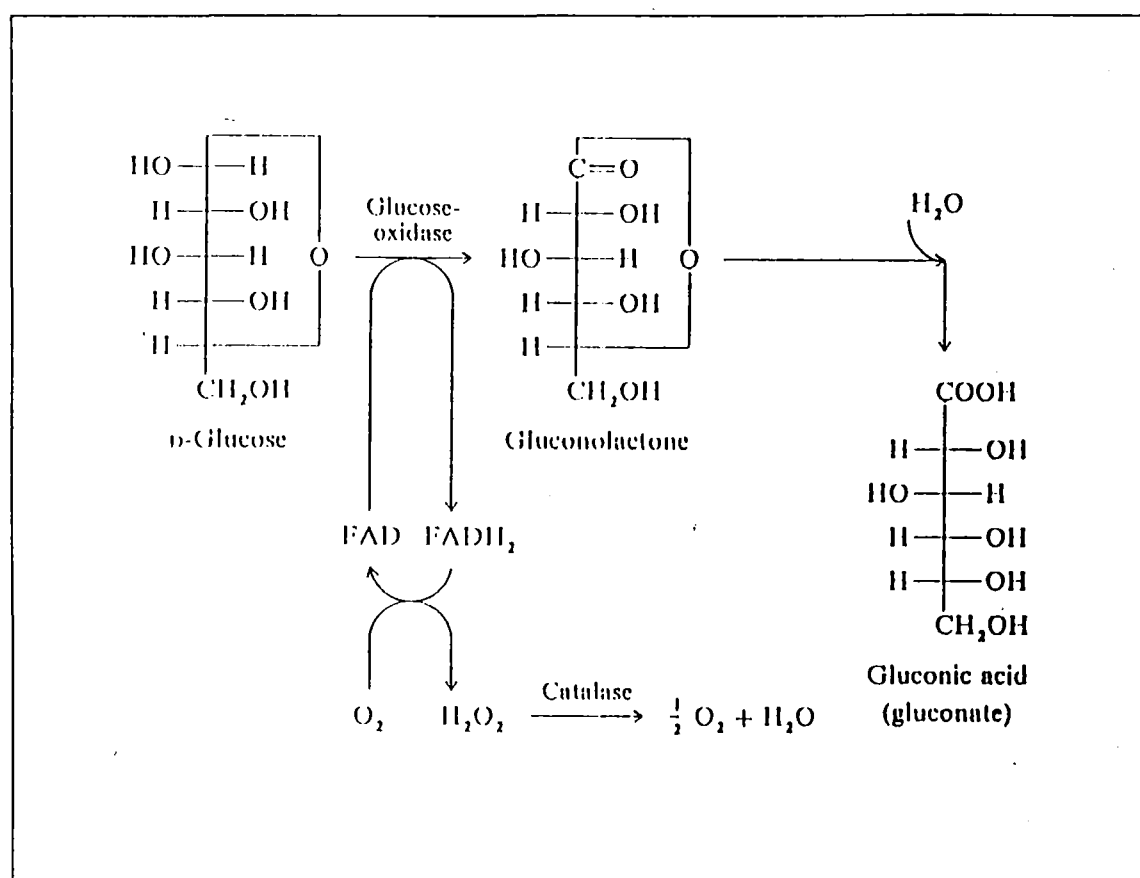 HO H
H OH
HO H O
H OH
H
CH₂OH
D-Glucose
Glucose-
oxidase
C=O
H OH
HO H O
H OH
H
CH₂OH
Gluconolactone
H₂O
COOH
H OH
HO H
H OH
H OH
CH₂OH
Gluconic acid
(gluconate)
FAD FADH₂
O₂ H₂O₂
Catalase
½ O₂ + H₂O